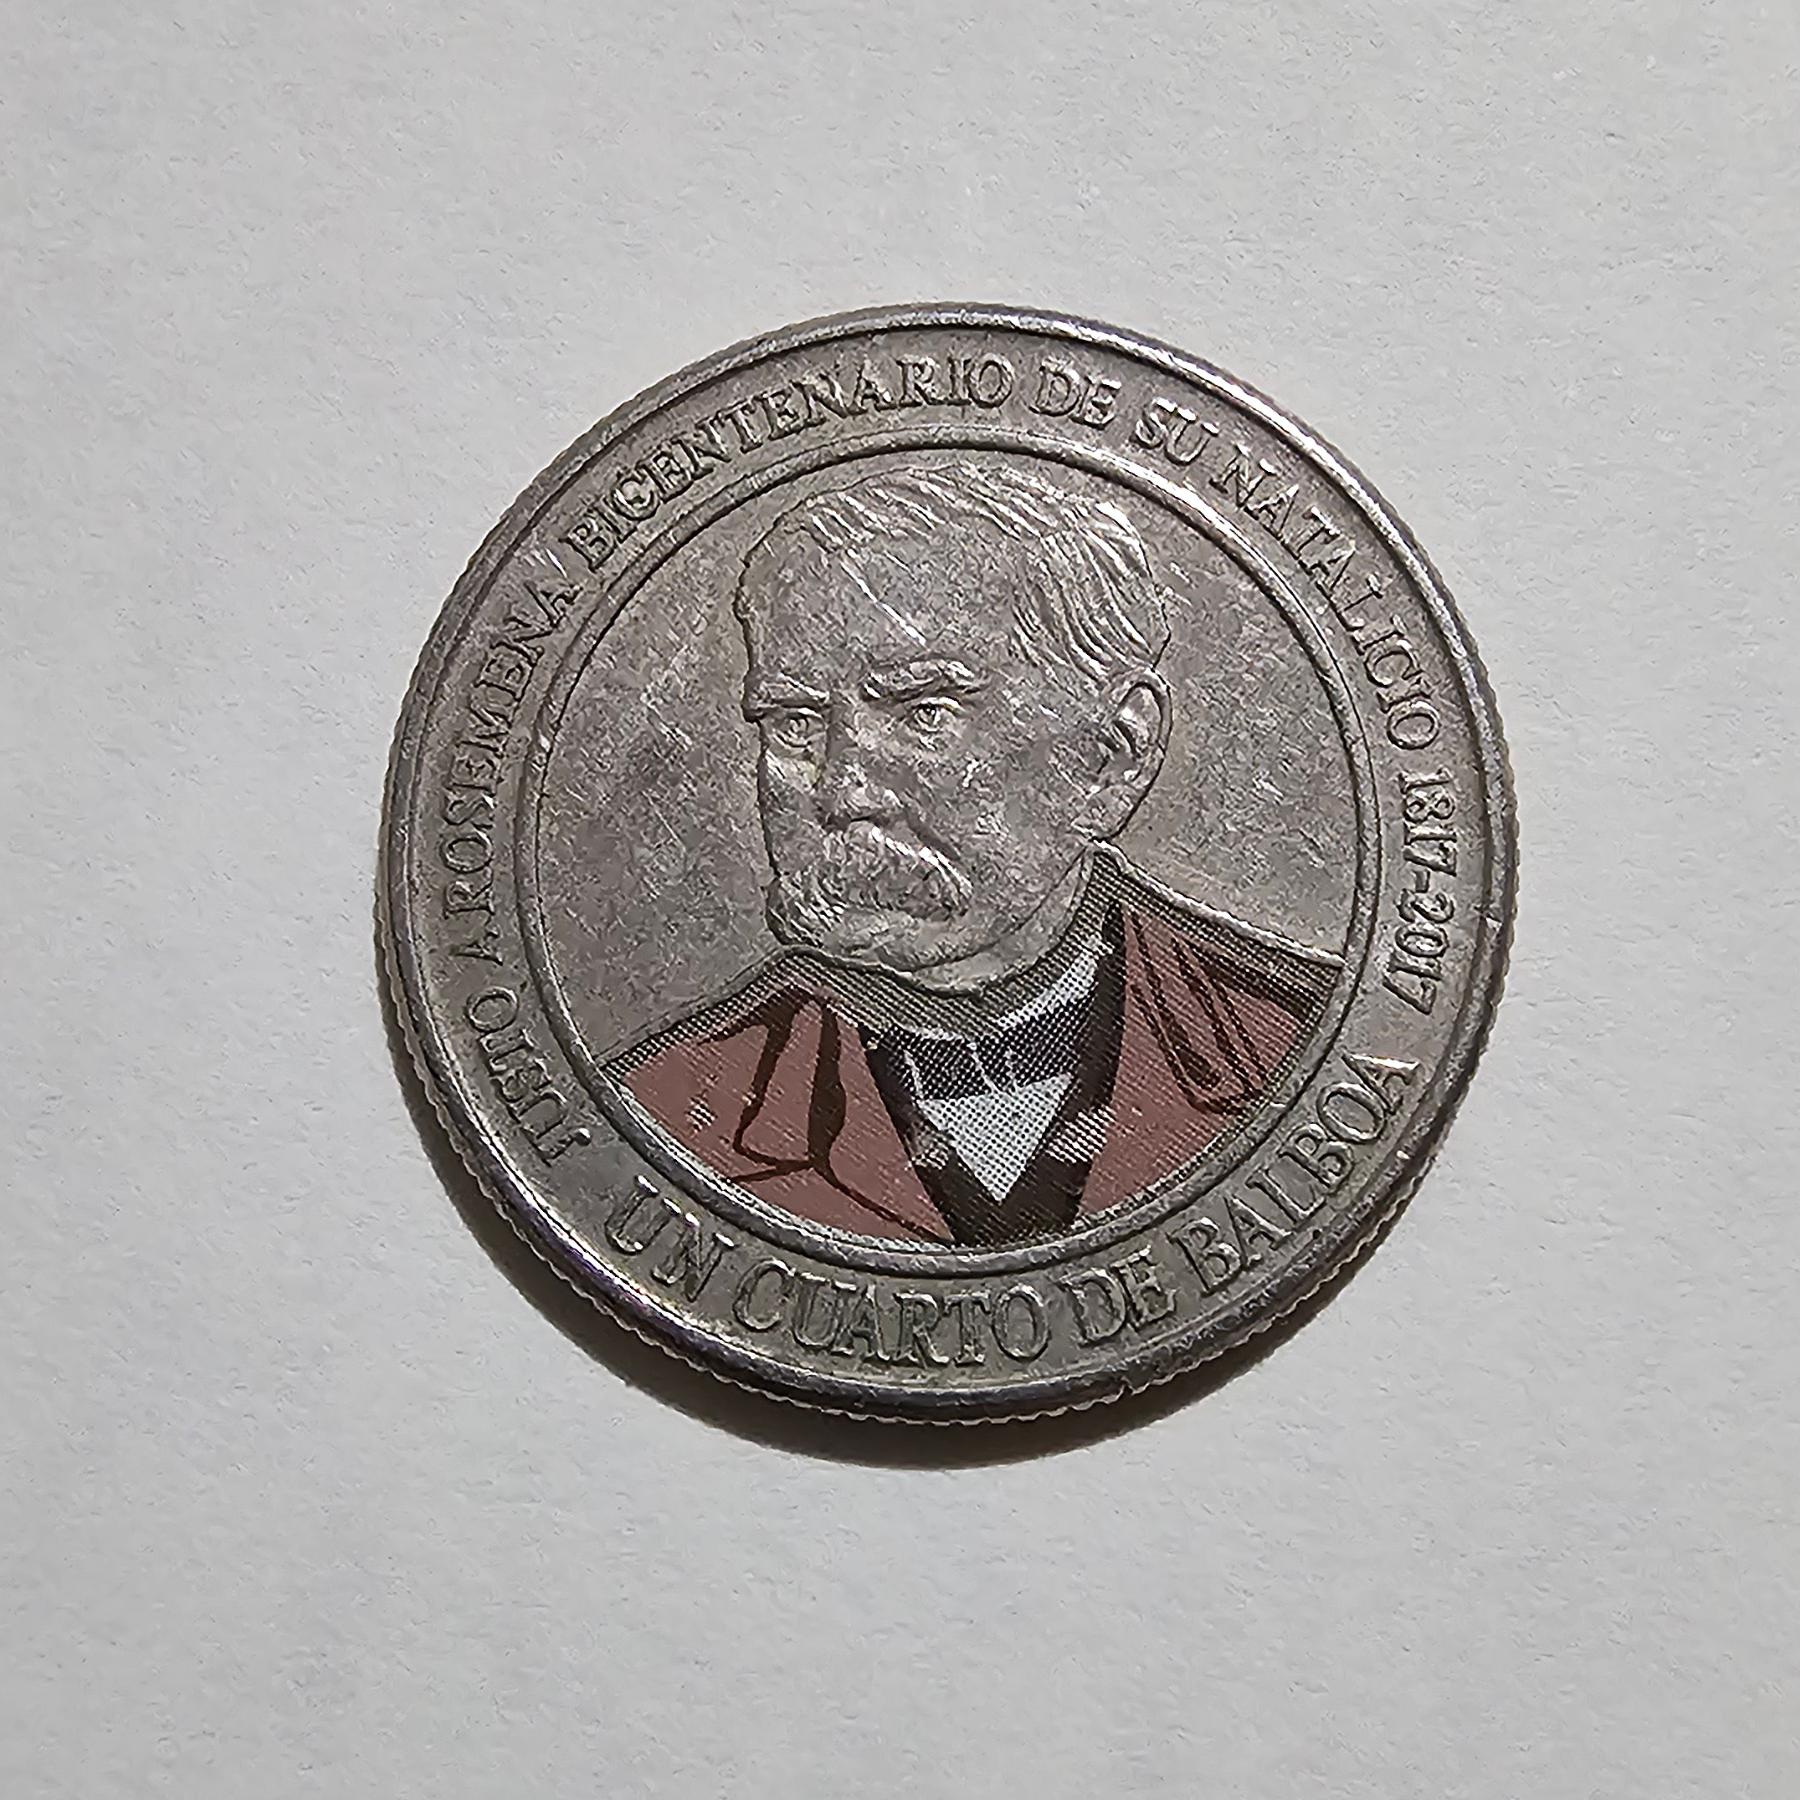 JUSTO AROSEMENA BICENTENARIO DE SU NATALICIO 1817-2017
UN CUARTO DE BALBOA